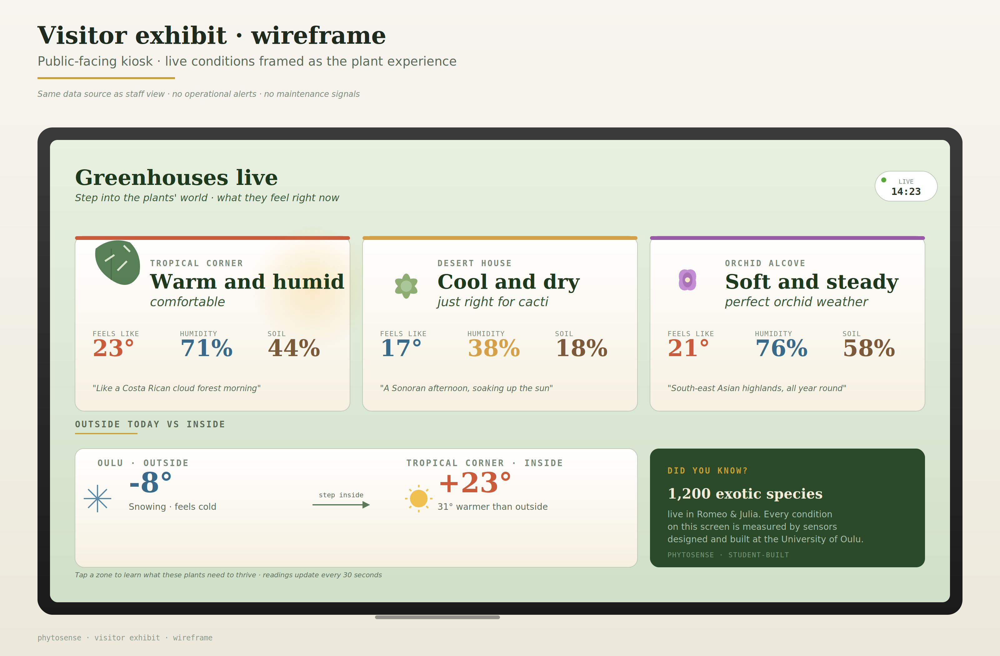 Visitor exhibit · wireframe
Public-facing kiosk · live conditions framed as the plant experience
Same data source as staff view · no operational alerts · no maintenance signals
Greenhouses live
Step into the plants' world · what they feel right now
LIVE
14:23
TROPICAL CORNER
Warm and humid
comfortable
FEELS LIKE
23°
HUMIDITY
71%
SOIL
44%
"Like a Costa Rican cloud forest morning"
DESERT HOUSE
Cool and dry
just right for cacti
FEELS LIKE
17°
HUMIDITY
38%
SOIL
18%
"A Sonoran afternoon, soaking up the sun"
ORCHID ALCOVE
Soft and steady
perfect orchid weather
FEELS LIKE
21°
HUMIDITY
76%
SOIL
58%
"South-east Asian highlands, all year round"
OUTSIDE TODAY VS INSIDE
OULU · OUTSIDE
-8°
Snowing · feels cold
step inside
TROPICAL CORNER · INSIDE
+23°
31° warmer than outside
DID YOU KNOW?
1,200 exotic species
live in Romeo & Julia. Every condition
on this screen is measured by sensors
designed and built at the University of Oulu.
PHYTOSENSE · STUDENT-BUILT
Tap a zone to learn what these plants need to thrive · readings update every 30 seconds
phytosense · visitor exhibit · wireframe